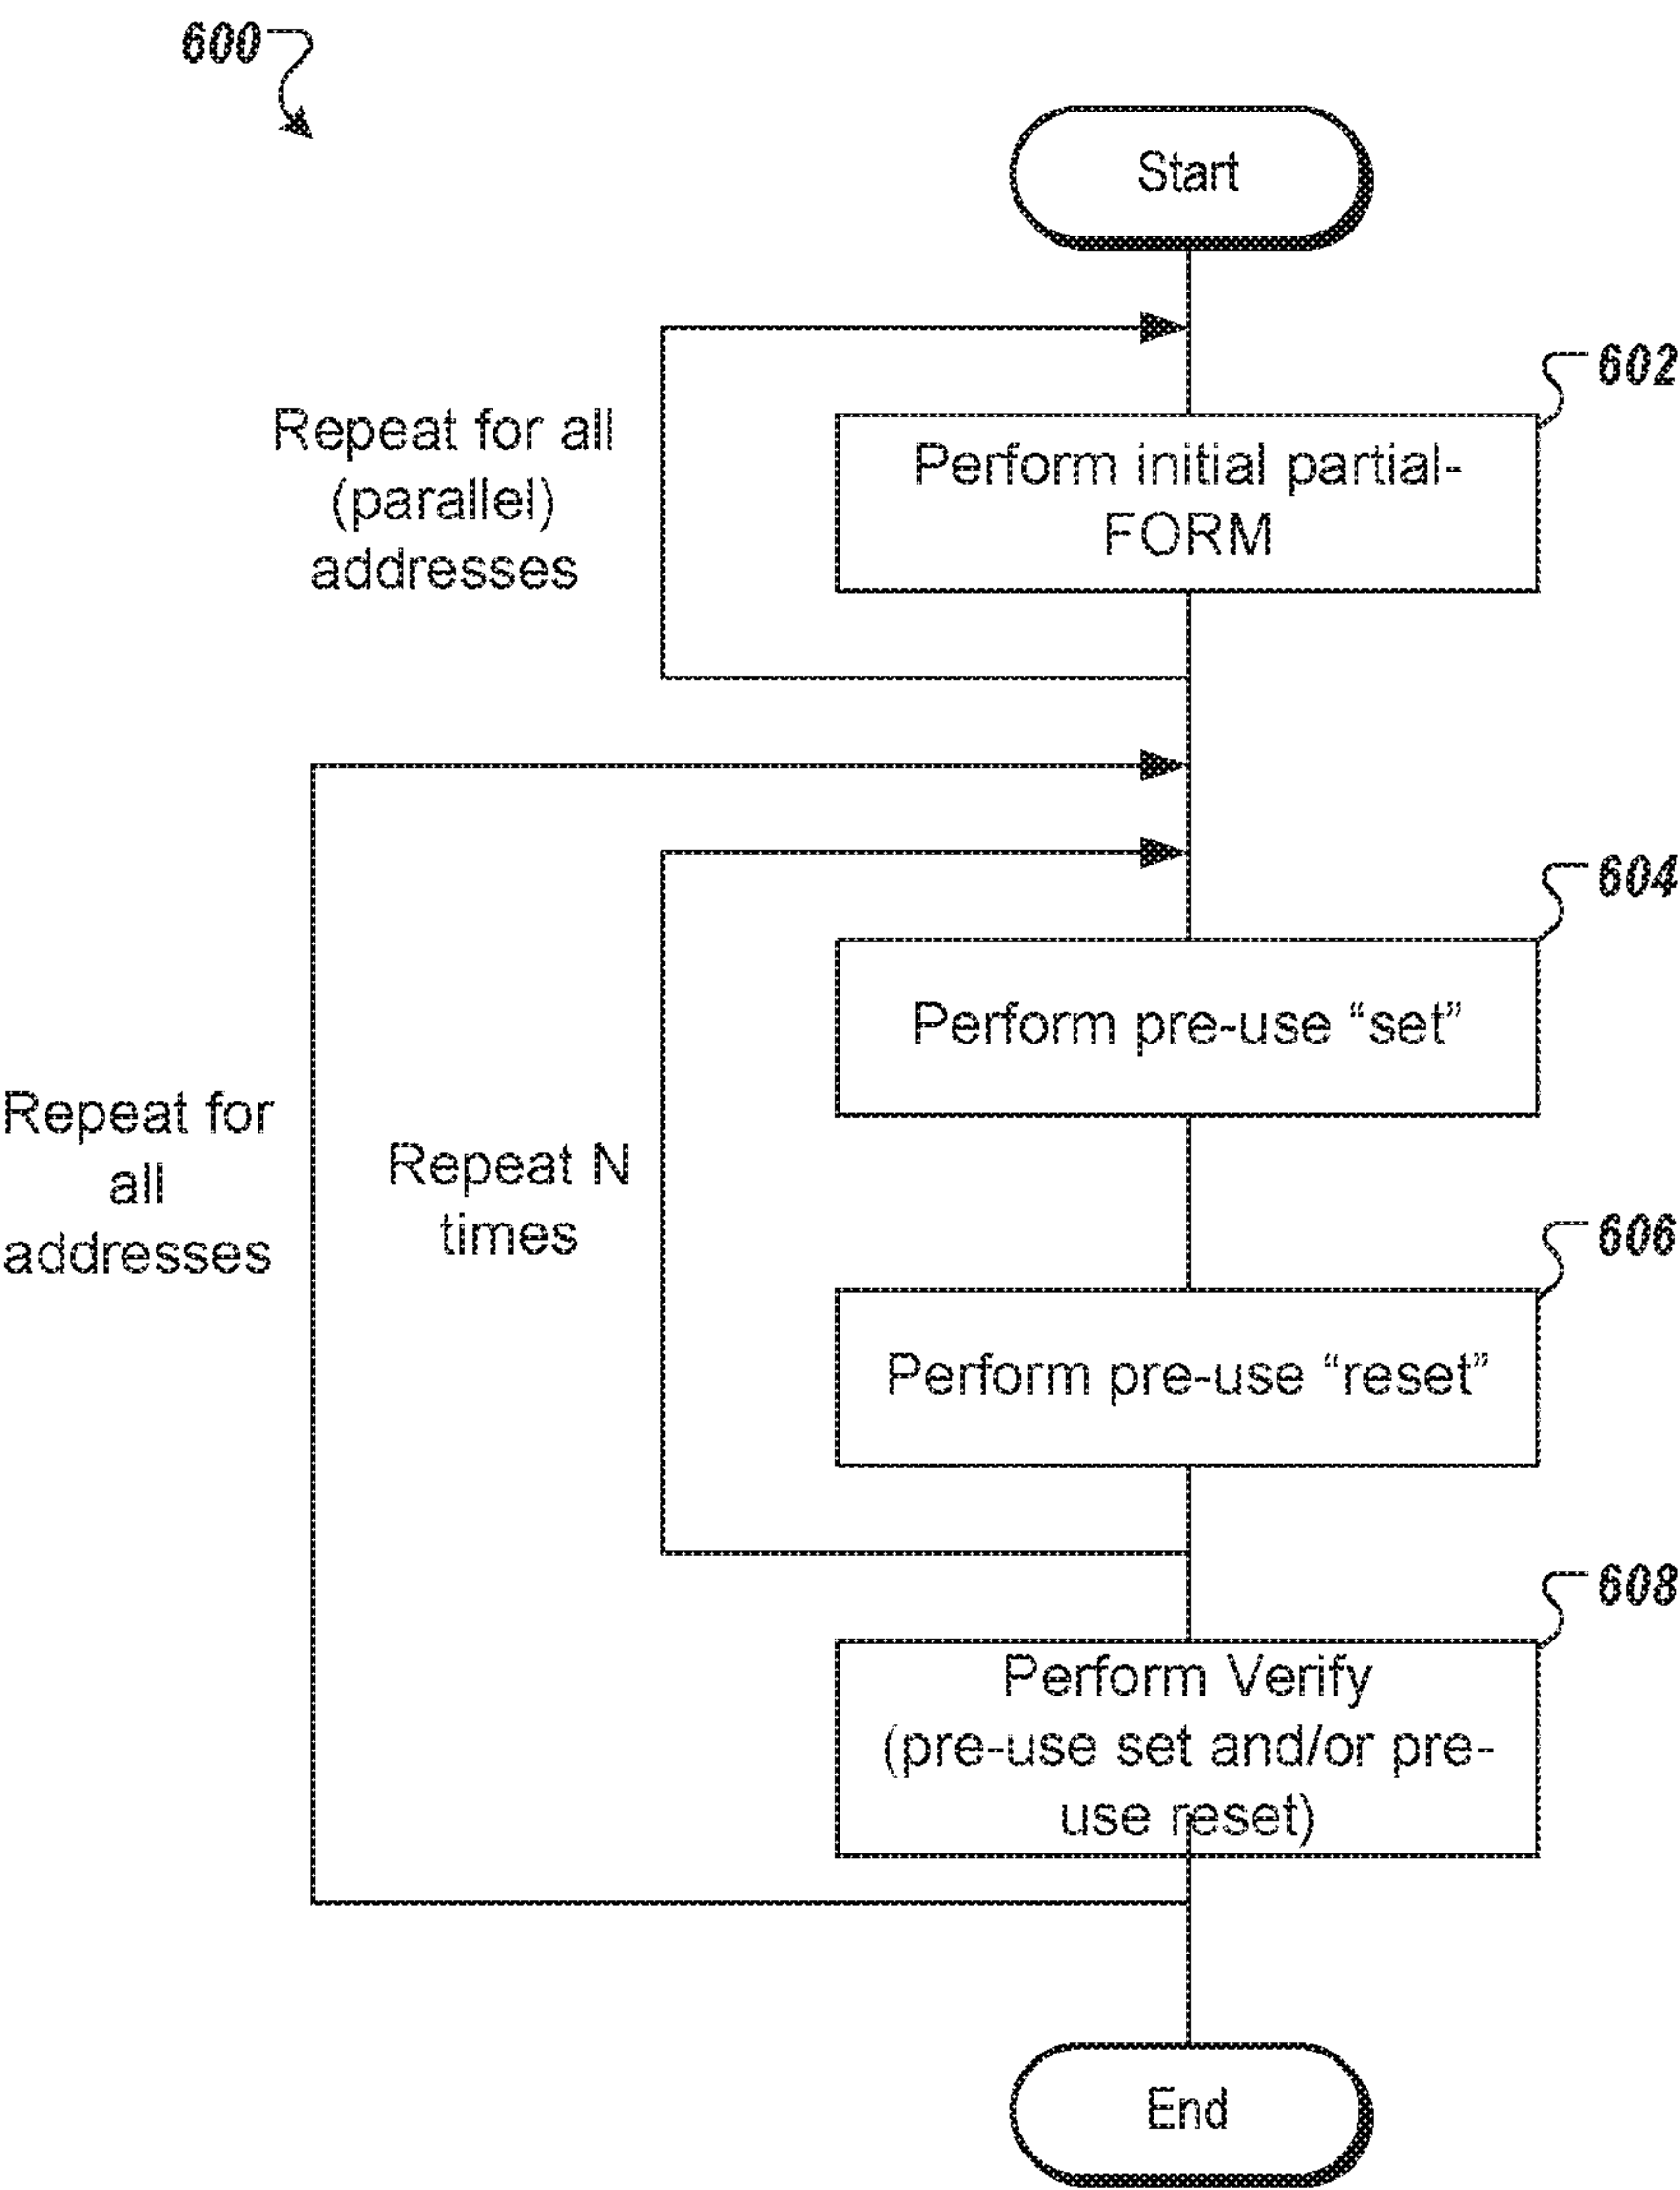 600
Start
602
Repeat for all
(parallel)
addresses
Perform initial partial-
FORM
604
Perform pre-use “set”
Repeat for
all
addresses
Repeat N
times
606
Perform pre-use “reset”
608
Perform Verify
(pre-use set and/or pre-
use reset)
End